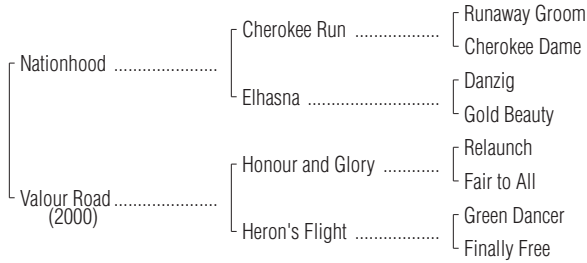 Runaway Groom
Cherokee Run ..................
Cherokee Dame
Nationhood ......................
Danzig
Elhasna ............................
Gold Beauty
Relaunch
Honour and Glory ..............
Fair to All
Valour Road ......................
(2000)
Green Dancer
Heron's Flight ..................
Finally Free